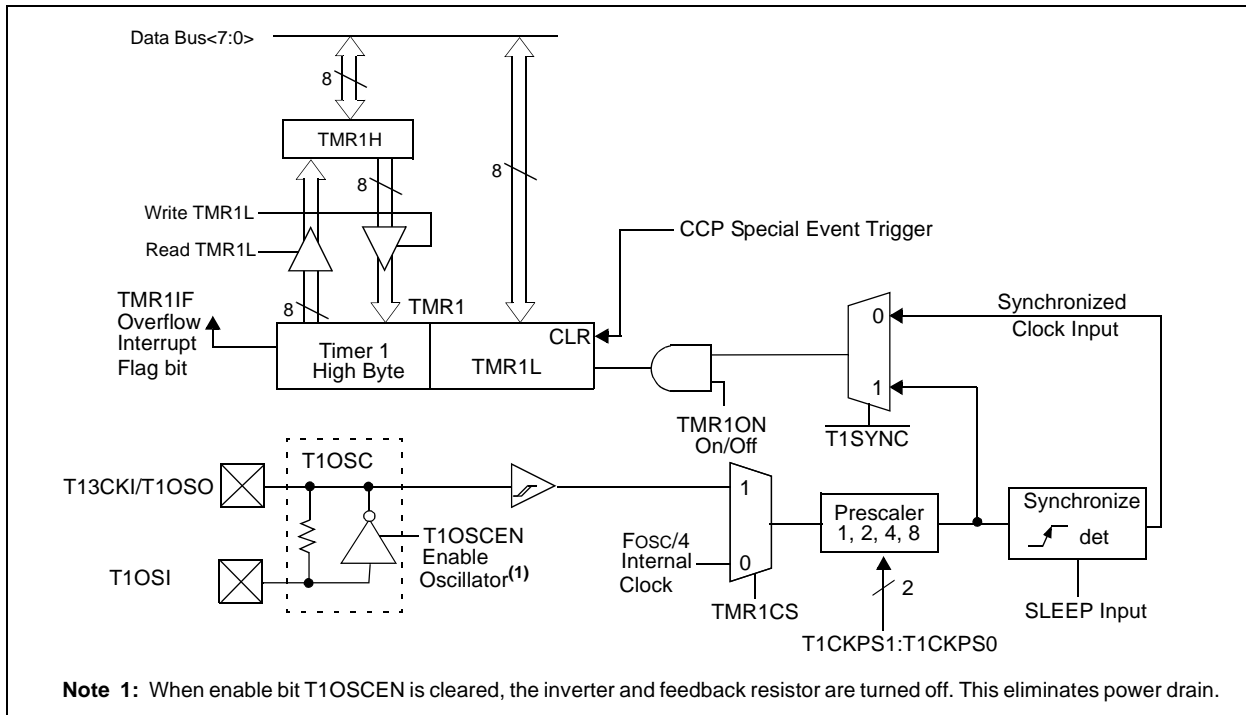 Data Bus<7:0>
8
TMR1H
8
8
Write TMR1L
Read TMR1L
CCP Special Event Trigger
8
TMR1
TMR1IF
Overflow
Interrupt
Flag bit
Timer 1
High Byte
TMR1L
CLR
0
1
Synchronized
Clock Input
TMR1ON
On/Off
T1SYNC
T1OSC
T13CKI/T1OSO
T1OSI
T1OSCEN
Enable
Oscillator(1)
FOSC/4
Internal
Clock
1
0
TMR1CS
Prescaler
1, 2, 4, 8
2
T1CKPS1:T1CKPS0
Synchronize
det
SLEEP Input
Note 1: When enable bit T1OSCEN is cleared, the inverter and feedback resistor are turned off. This eliminates power drain.